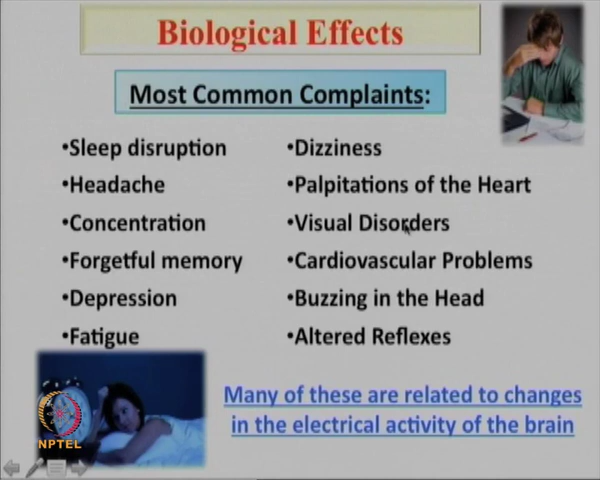 Biological Effects
Most Common Complaints:
•Sleep disruption
•Headache
•Concentration
•Forgetful memory
•Depression
•Fatigue
•Dizziness
•Palpitations of the Heart
•Visual Disorders
•Cardiovascular Problems
•Buzzing in the Head
•Altered Reflexes
Many of these are related to changes
in the electrical activity of the brain
NPTEL